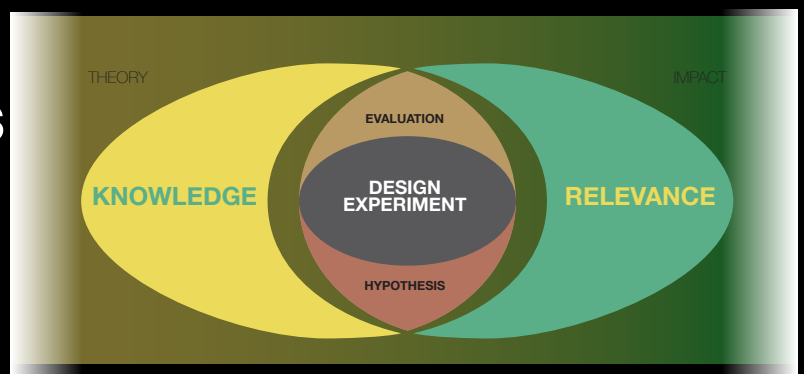 THEORY
IMPACT
EVALUATION
KNOWLEDGE
DESIGN
EXPERIMENT
RELEVANCE
HYPOTHESIS